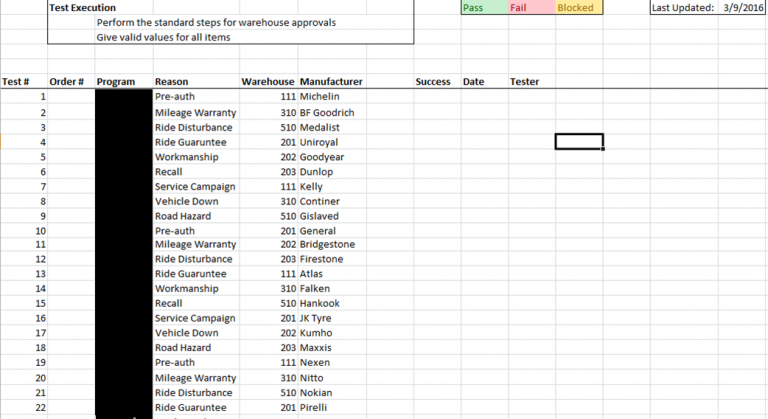 Test Execution Pass Fail Blocked Last Updated: 3/9/2016
Perform the standard steps for warehouse approvals
Give valid values for all items
Test # Order # Program Reason Warehouse Manufacturer Success Date Tester
1 Pre-auth 111 Michelin
2 Mileage Warranty 310 BF Goodrich
3 Ride Disturbance 510 Medalist
4 Ride Guaruntee 201 Uniroyal
5 Workmanship 202 Goodyear
6 Recall 203 Dunlop
7 Service Campaign 111 Kelly
8 Vehicle Down 310 Continer
9 Road Hazard 510 Gislaved
10 Pre-auth 201 General
11 Mileage Warranty 202 Bridgestone
12 Ride Disturbance 203 Firestone
13 Ride Guaruntee 111 Atlas
14 Workmanship 310 Falken
15 Recall 510 Hankook
16 Service Campaign 201 JK Tyre
17 Vehicle Down 202 Kumho
18 Road Hazard 203 Maxxis
19 Pre-auth 111 Nexen
20 Mileage Warranty 310 Nitto
21 Ride Disturbance 510 Nokian
22 Ride Guaruntee 201 Pirelli